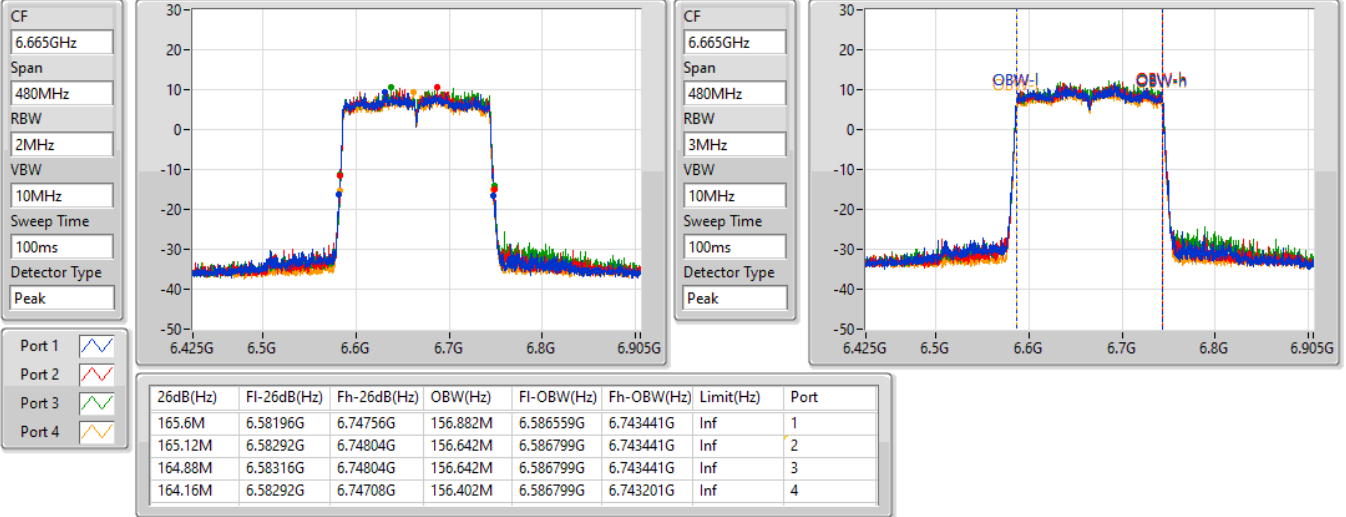 CF
6.665GHz
Span
480MHz
RBW
2MHz
VBW
10MHz
Sweep Time
100ms
Detector Type
Peak
30
20
10
0
-10
-20
-30
-40
-50
6.425G 6.5G 6.6G 6.7G 6.8G 6.905G
CF
6.665GHz
Span
480MHz
RBW
3MHz
VBW
10MHz
Sweep Time
100ms
Detector Type
Peak
30
20
10
0
-10
-20
-30
-40
-50
OBW-l OBW-h
6.425G 6.5G 6.6G 6.7G 6.8G 6.905G
Port 1
Port 2
Port 3
Port 4
26dB(Hz) Fl-26dB(Hz) Fh-26dB(Hz) OBW(Hz) Fl-OBW(Hz) Fh-OBW(Hz) Limit(Hz) Port
165.6M 6.58196G 6.74756G 156.882M 6.586559G 6.743441G Inf 1
165.12M 6.58292G 6.74804G 156.642M 6.586799G 6.743441G Inf 2
164.88M 6.58316G 6.74804G 156.642M 6.586799G 6.743441G Inf 3
164.16M 6.58292G 6.74708G 156.402M 6.586799G 6.743201G Inf 4